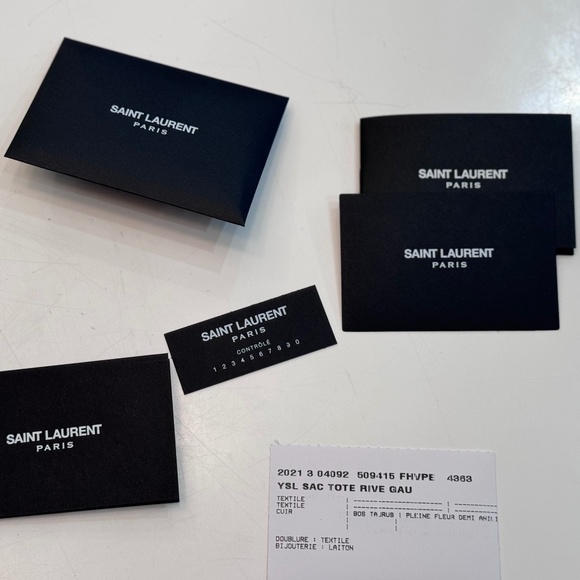 SAINT LAURENT
PARIS
SAINT LAURENT
PARIS
SAINT LAURENT
PARIS
SAINT LAURENT
PARIS
CONTRÔLE
1 2 3 4 5 6 7 8 9 0
SAINT LAURENT
PARIS
2021 3 04092 509415 FHVPE 4363
YSL SAC TOTE RIVE GAU
TEXTILE
TEXTILE
CUIR | BOS TAURUS | PLEINE FLEUR DEMI
DOUBLURE : TEXTILE
BIJOUTERIE : LAITON